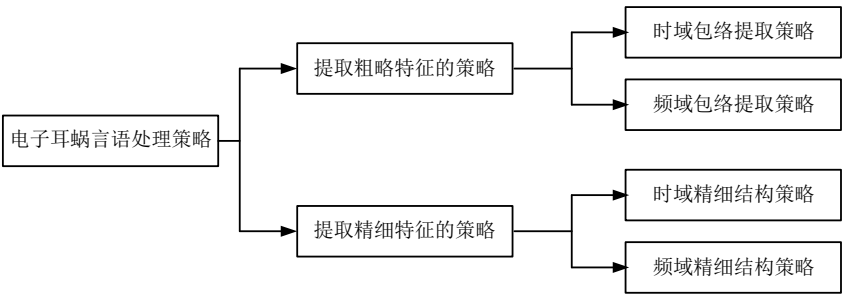 电子耳蜗言语处理策略
提取粗略特征的策略
时域包络提取策略
频域包络提取策略
提取精细特征的策略
时域精细结构策略
频域精细结构策略